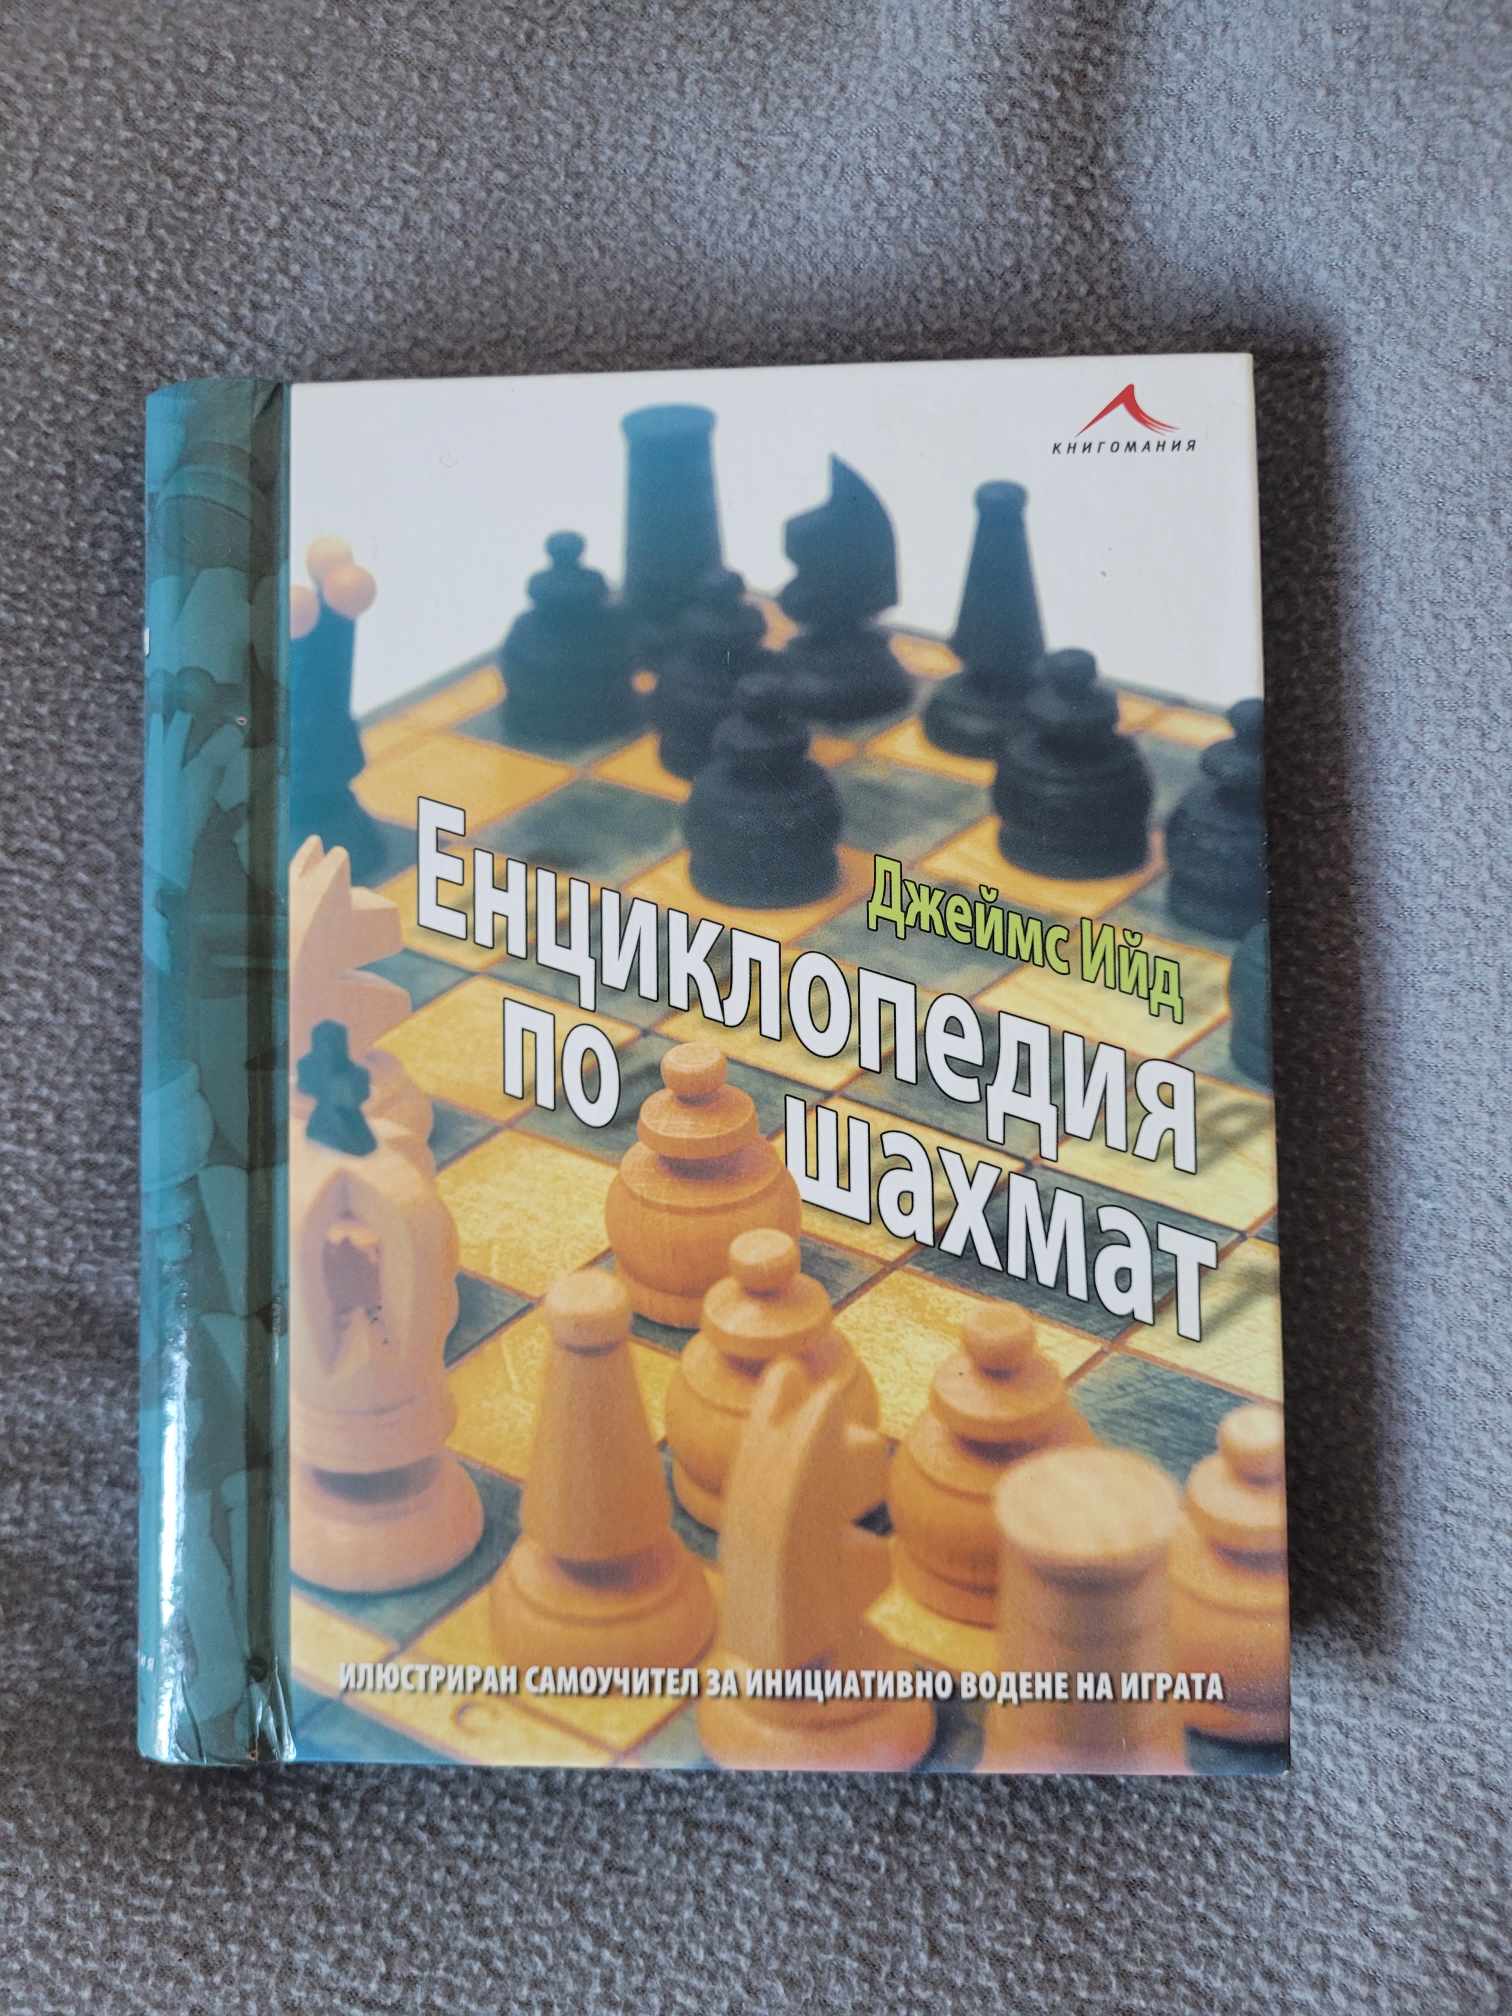 КНИГОМАНИЯ
Джеймс Ийд
Енциклопедия
по шахмат
ИЛЮСТРИРАН САМОУЧИТЕЛ ЗА ИНИЦИАТИВНО ВОДЕНЕ НА ИГРАТА